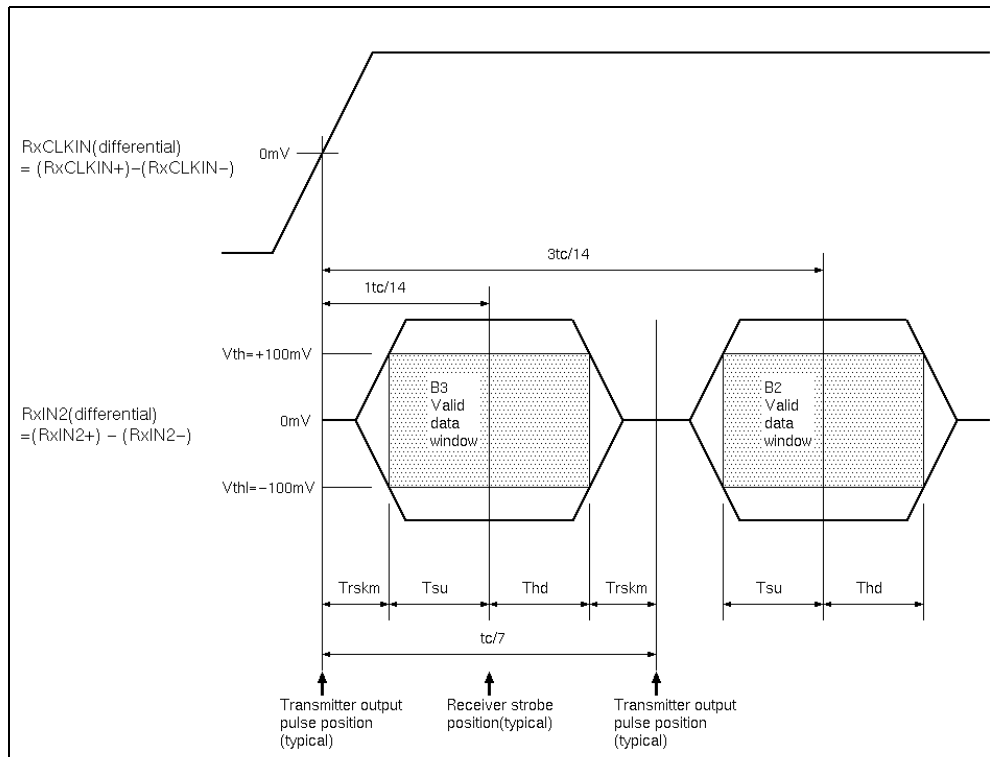 RxCLKIN(differential)
= (RxCLKIN+)−(RxCLKIN−)
0mV
3tc/14
1tc/14
Vth=+100mV
RxIN2(differential)
=(RxIN2+) − (RxIN2−)
0mV
Vthl=−100mV
B3
Valid
data
window
B2
Valid
data
window
Trskm
Tsu
Thd
Trskm
Tsu
Thd
tc/7
Transmitter output
pulse position
(typical)
Receiver strobe
position(typical)
Transmitter output
pulse position
(typical)